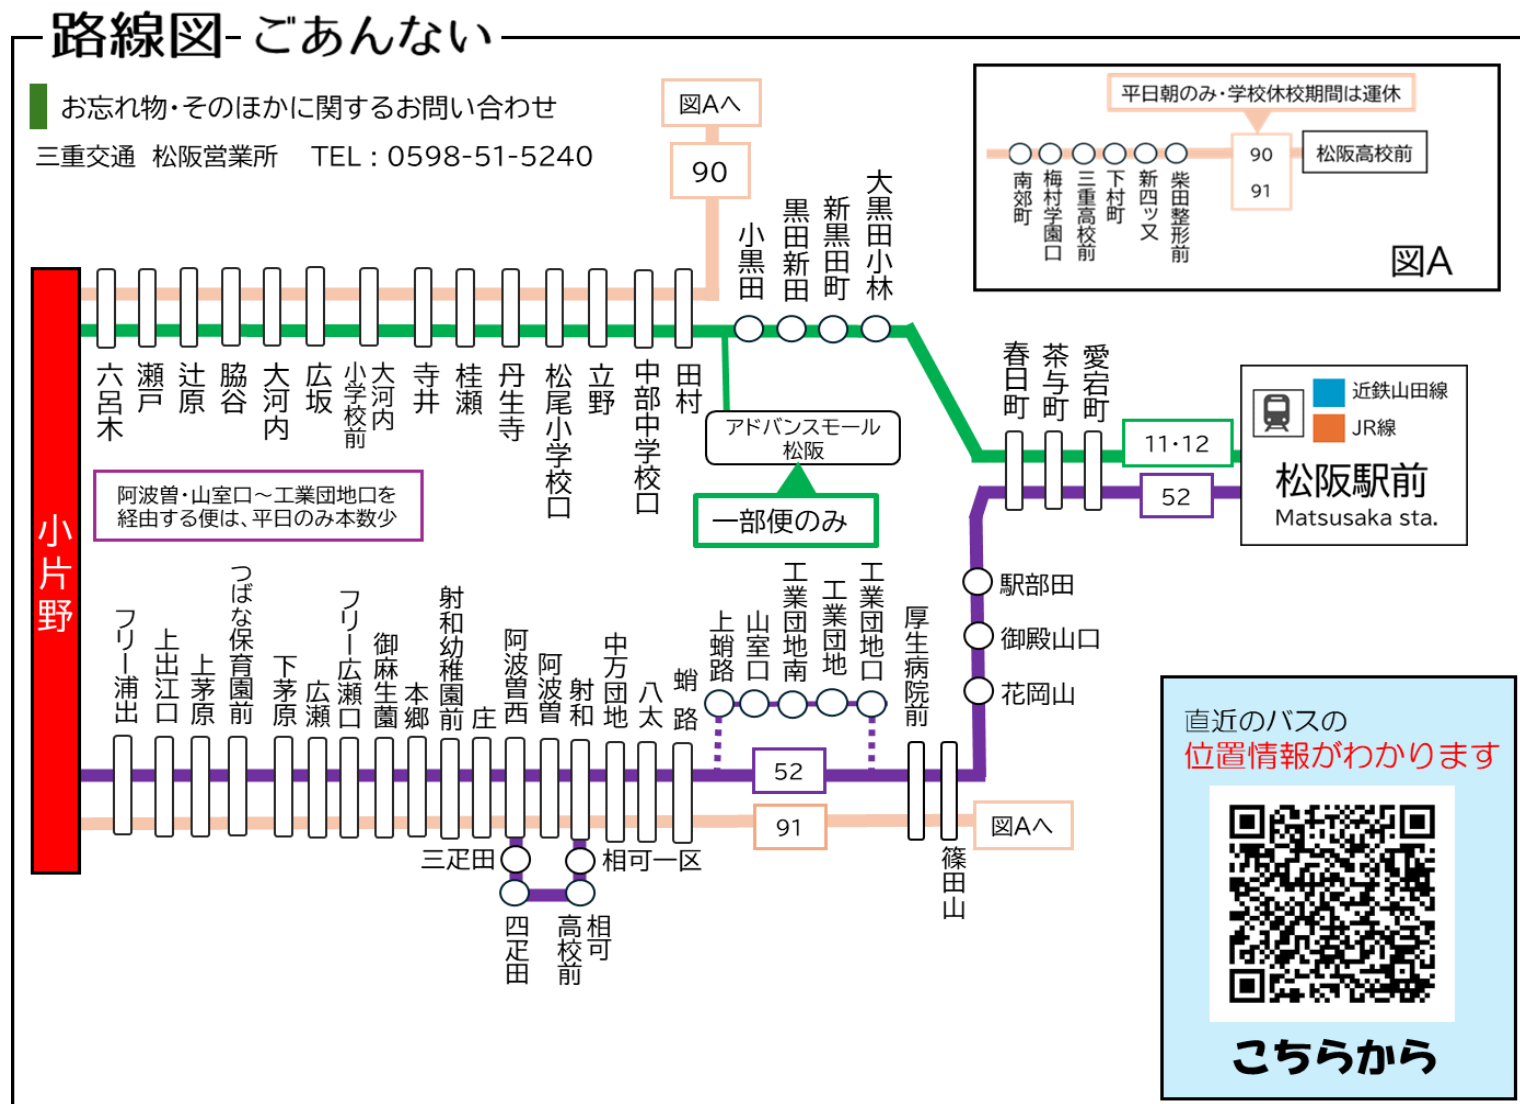 路線図-ごあんない
お忘れ物・そのほかに関するお問い合わせ
三重交通 松阪営業所 TEL：0598-51-5240
図Aへ
90
平日朝のみ・学校休校期間は運休
90
91
松阪高校前
南郊町
梅村学園口
三重高校前
下村町
新四ッ又
柴田整形前
図A
小黒田
黒田新田
新黒田町
大黒田小林
六呂木
瀬戸
辻原
脇谷
大河内
広坂
大河内
小学校前
寺井
桂瀬
丹生寺
松尾小学校口
立野
中部中学校口
田村
アドバンスモール
松阪
一部便のみ
春日町
茶与町
愛宕町
11・12
52
近鉄山田線
JR線
松阪駅前
Matsusaka sta.
阿波曽・山室口～工業団地口を
経由する便は、平日のみ本数少
小片野
フリー浦出
上出江口
上茅原
つばな保育園前
下茅原
広瀬
フリー広瀬口
御麻生薗
本郷
射和幼稚園前
庄
阿波曽西
阿波曽
射和
中万団地
八太
蛸路
上蛸路
山室口
工業団地南
工業団地
工業団地口
厚生病院前
駅部田
御殿山口
花岡山
52
91
図Aへ
篠田山
三疋田
相可一区
四疋田
相可
高校前
直近のバスの
位置情報がわかります
こちらから